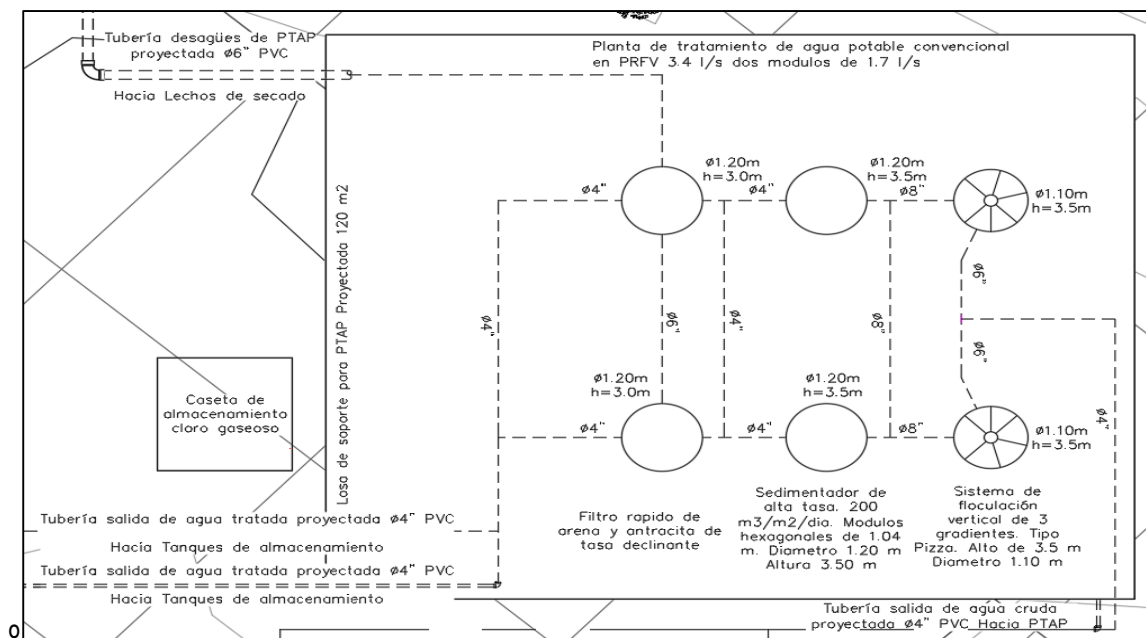 Tubería desagües de PTAP
proyectada ø6" PVC
Hacia Lechos de secado
Planta de tratamiento de agua potable convencional
en PRFV 3.4 l/s dos modulos de 1.7 l/s
Losa de soporte para PTAP Proyectada 120 m2
ø4"
ø1.20m
h=3.0m
ø4"
ø1.20m
h=3.5m
ø8"
ø1.10m
h=3.5m
ø4"
ø6"
ø4"
ø8"
ø6"
ø6"
ø4"
ø1.20m
h=3.0m
ø4"
ø4"
ø1.20m
h=3.5m
ø8"
ø1.10m
h=3.5m
Caseta de
almacenamiento
cloro gaseoso
Filtro rapido de
arena y antracita de
tasa declinante
Sedimentador de
alta tasa. 200
m3/m2/dia. Modulos
hexagonales de 1.04
m. Diametro 1.20 m
Altura 3.50 m
Sistema de
floculación
vertical de 3
gradientes. Tipo
Pizza. Alto de 3.5 m
Diametro 1.10 m
Tubería salida de agua tratada proyectada ø4" PVC
Hacia Tanques de almacenamiento
Tubería salida de agua tratada proyectada ø4" PVC
Hacia Tanques de almacenamiento
Tubería salida de agua cruda
proyectada ø4" PVC Hacia PTAP
0